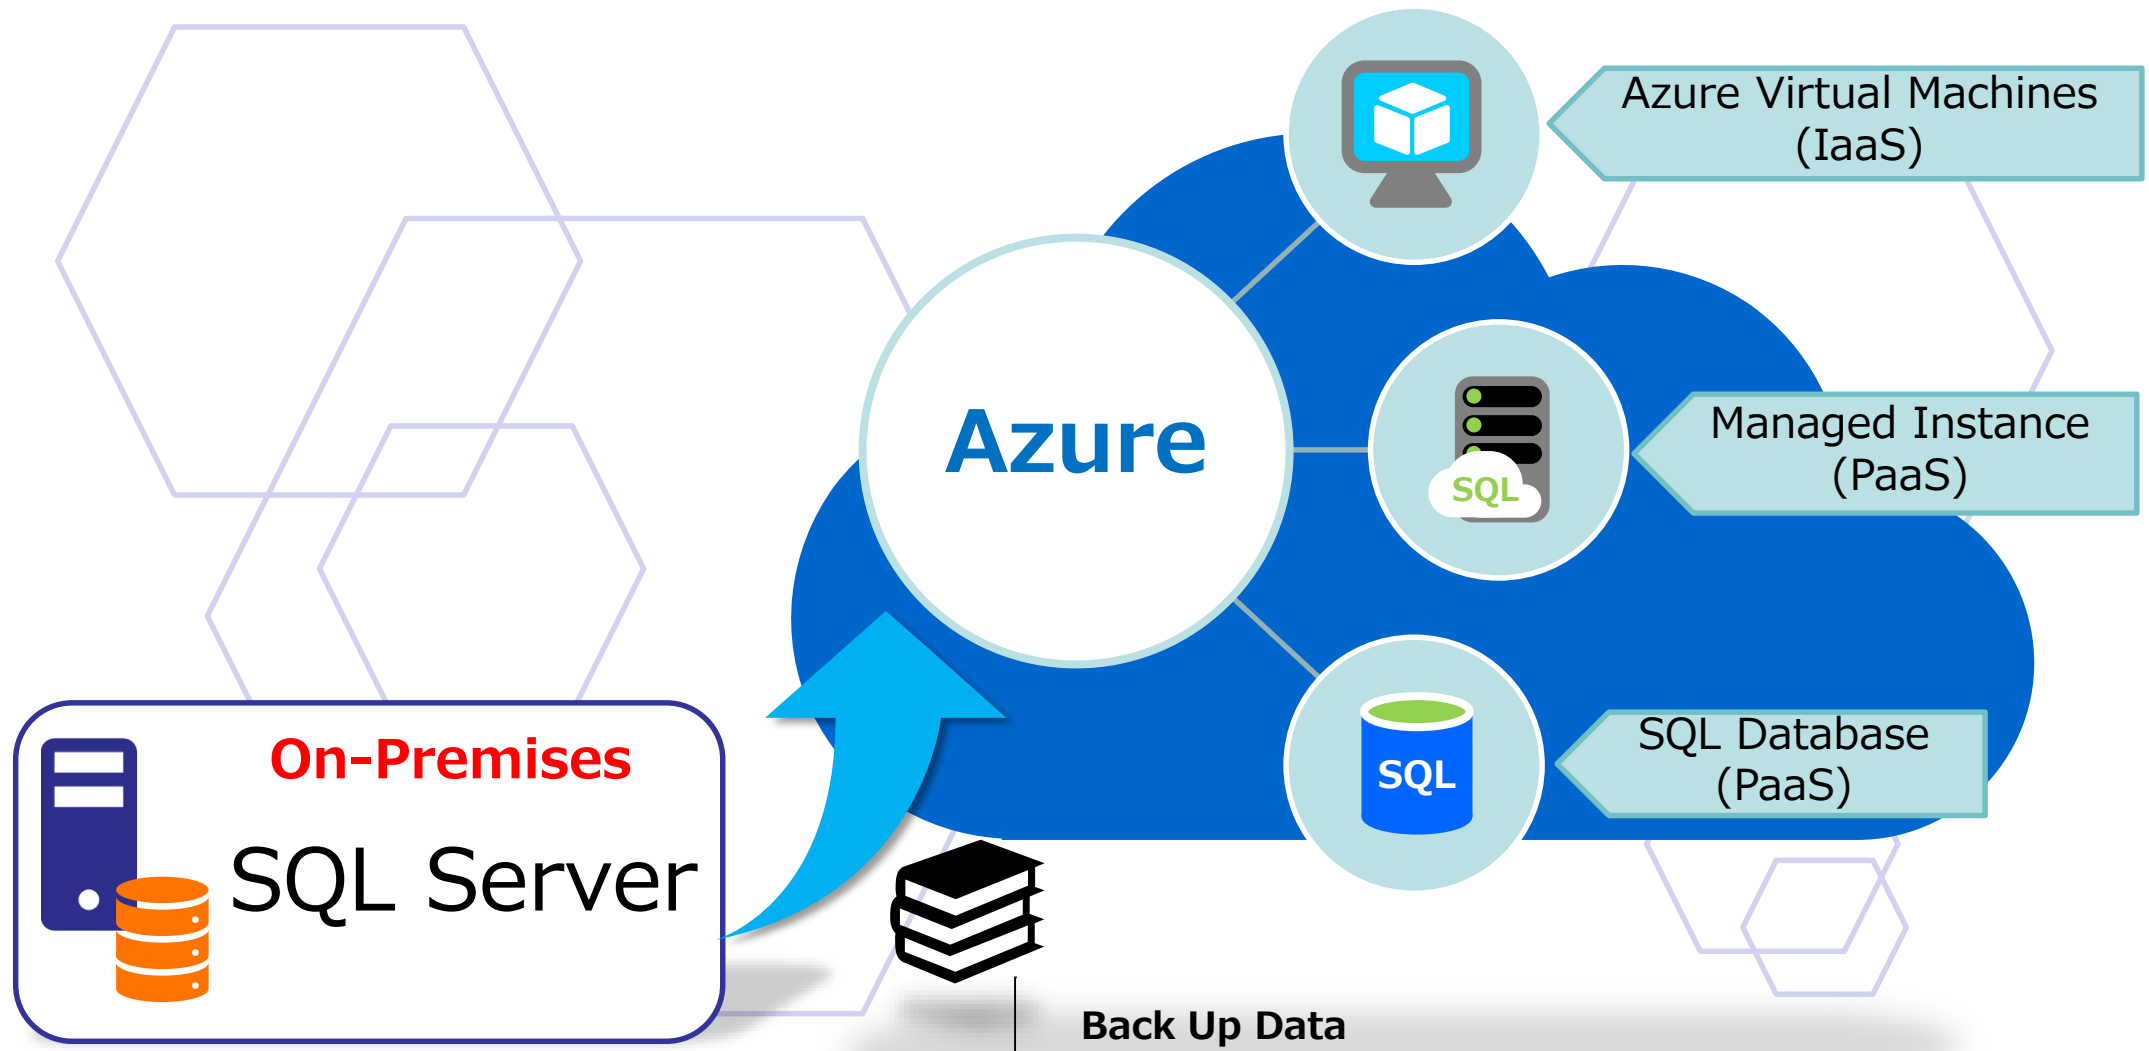 Azure Virtual Machines
(IaaS)
Azure
Managed Instance
(PaaS)
SQL
SQL Database
(PaaS)
SQL
On-Premises
SQL Server
Back Up Data